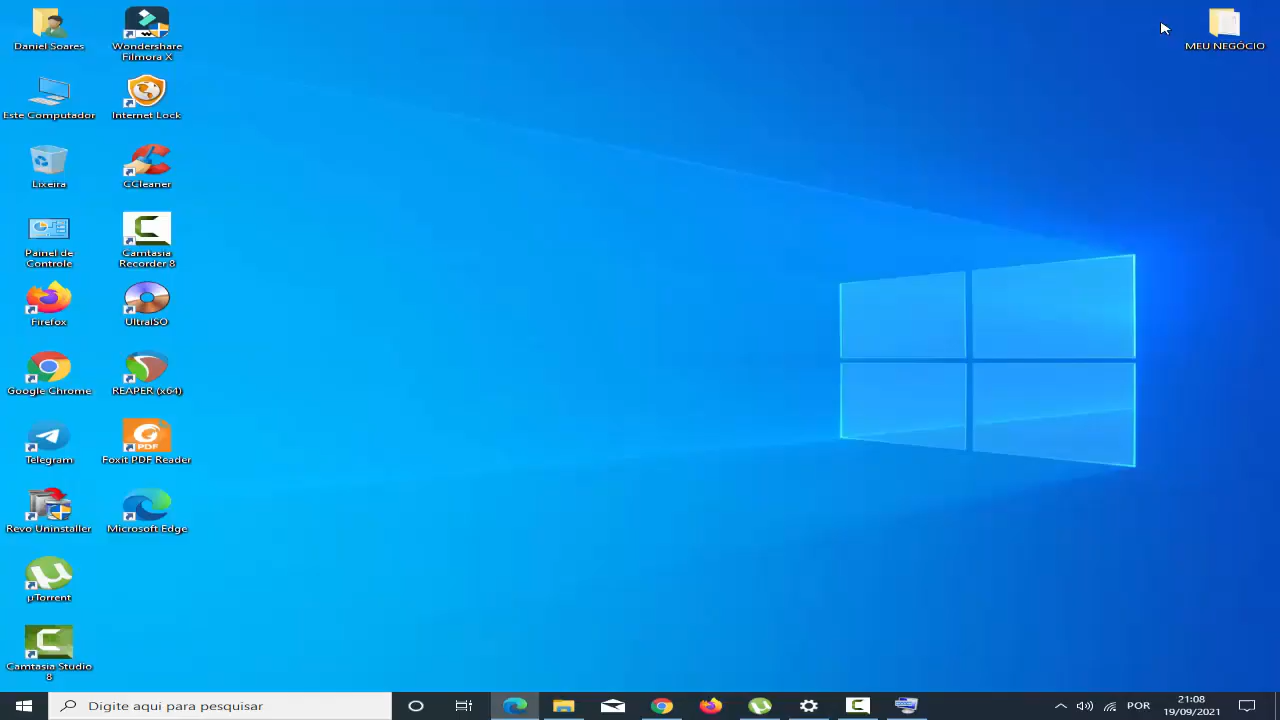 Daniel Soares
Este Computador
Lixeira
Painel de
Controle
Firefox
Google Chrome
Telegram
Revo Uninstaller
µTorrent
Camtasia Studio
8
Wondershare
Filmora X
Internet Lock
CCleaner
Camtasia
Recorder 8
UltraISO
REAPER (x64)
PDF
Foxit PDF Reader
Microsoft Edge
MEU NEGÓCIO
Digite aqui para pesquisar
POR
21:08
19/09/2021